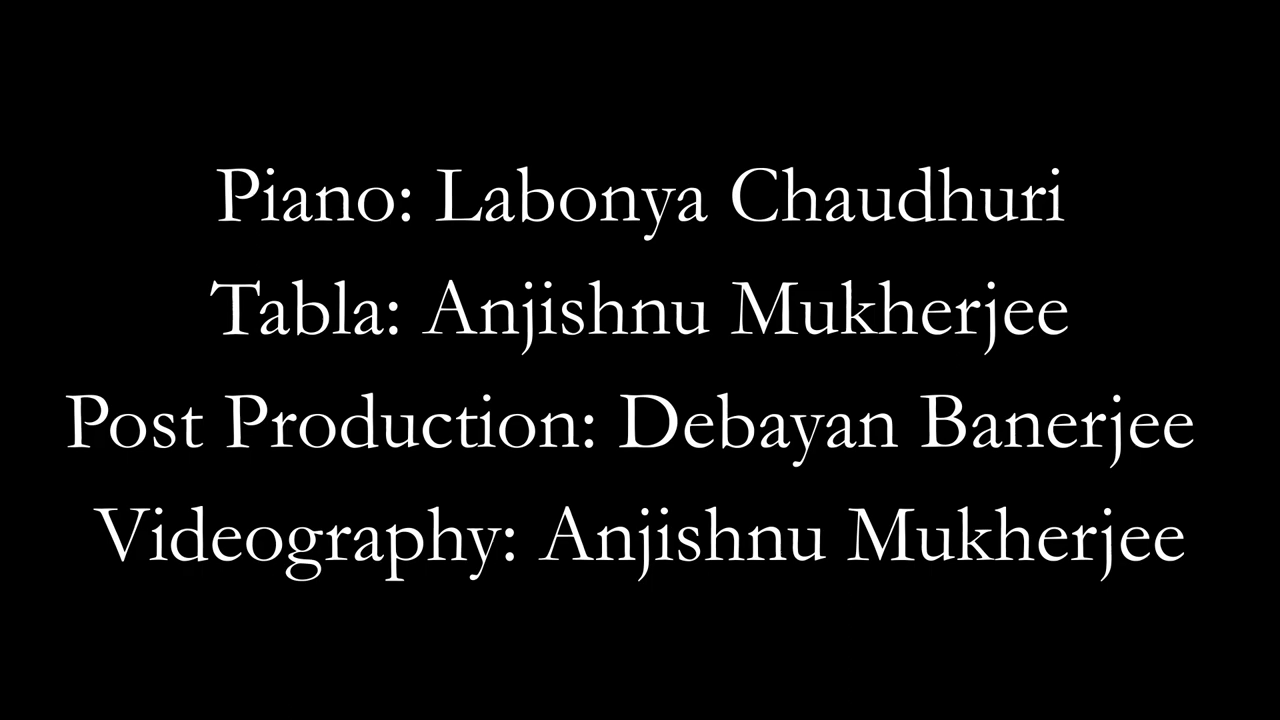 Piano: Labonya Chaudhuri
Tabla: Anjishnu Mukherjee
Post Production: Debayan Banerjee
Videography: Anjishnu Mukherjee